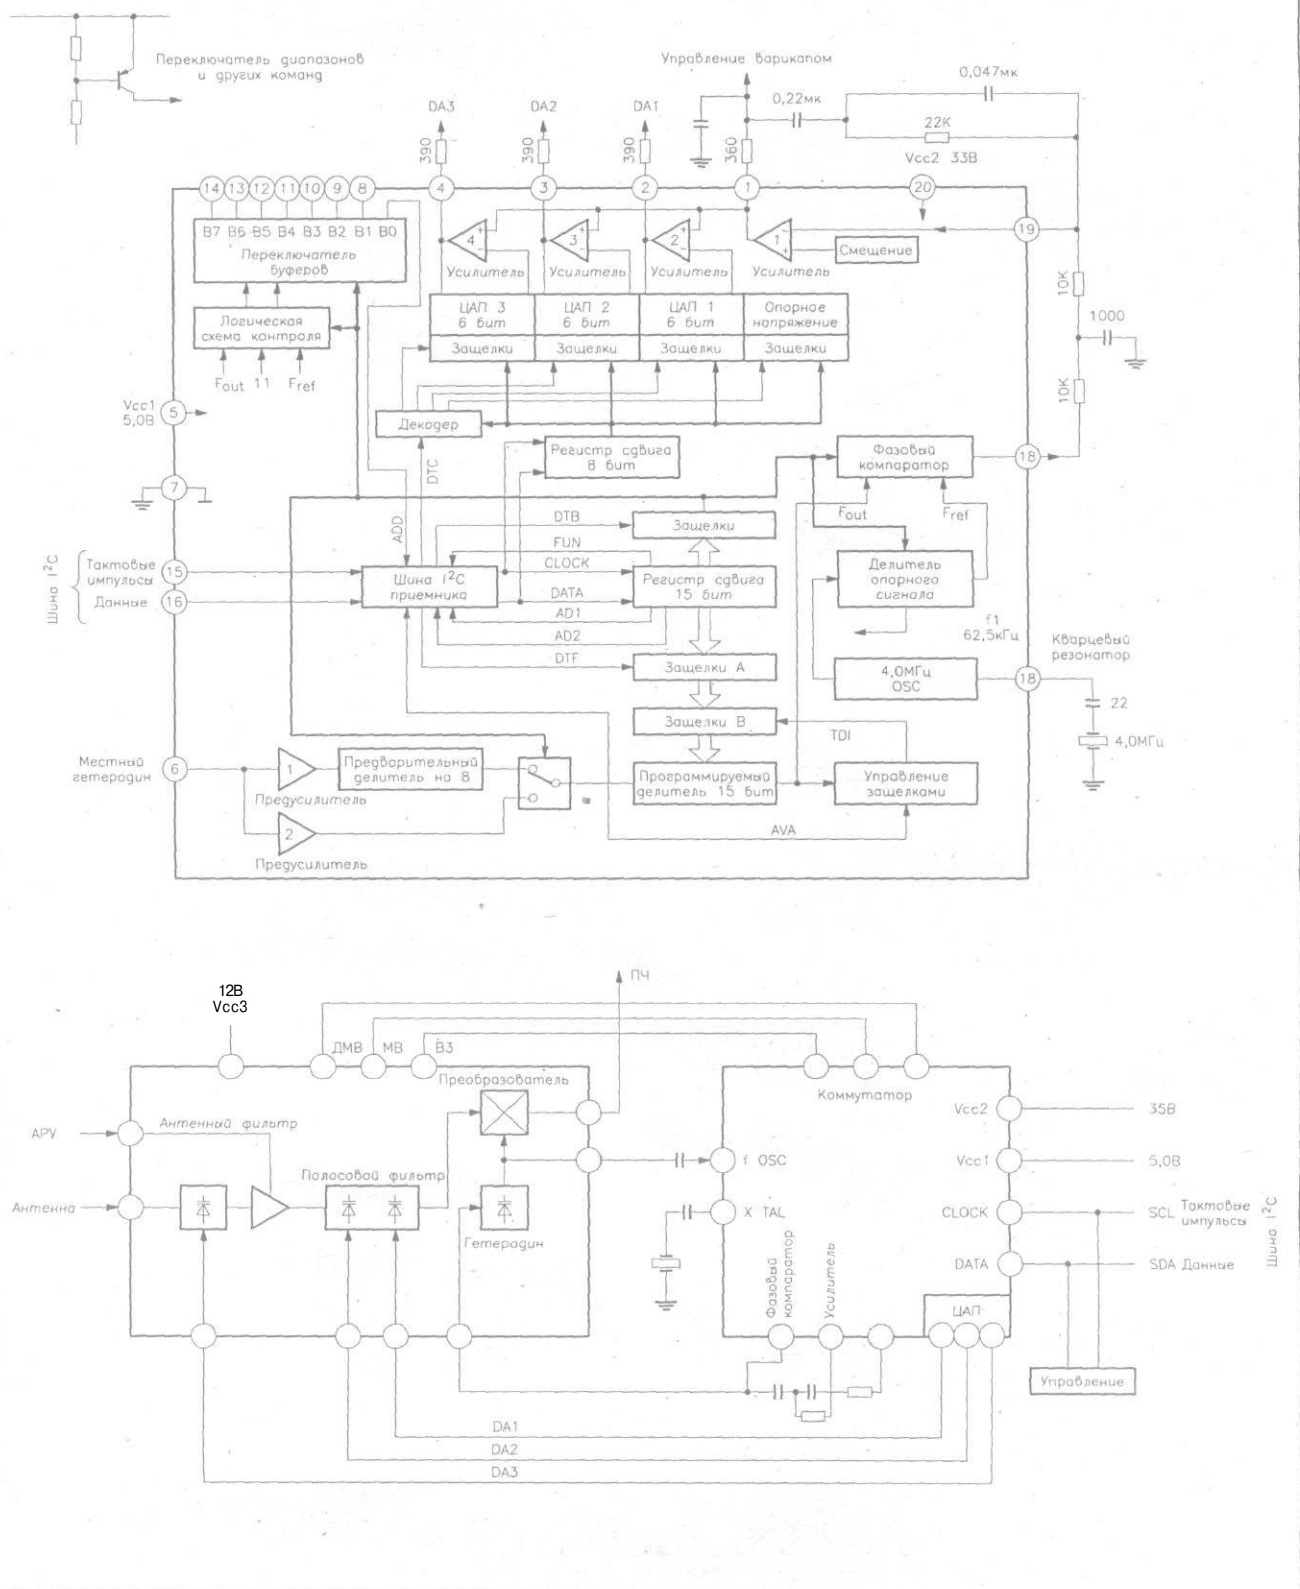 Переключатель диапазонов
и других команд
Управление варикапом
0,047мк
0,22мк
22К
DA3
DA2
DA1
390
390
390
360
Vcc2 33В
14
13
12
11
10
9
8
4
3
2
1
20
B7 B6 B5 B4 B3 B2 B1 B0
Переключатель
буферов
4
3
2
1
19
Усилитель
Усилитель
Усилитель
Усилитель
Смещение
10К
ЦАП 3
6 бит
ЦАП 2
6 бит
ЦАП 1
6 бит
Опорное
напряжение
1000
Логическая
схема контроля
Защелки
Защелки
Защелки
Защелки
Fout 11 Fref
10К
Vcc1
5,0В
5
Декодер
DTC
Регистр сдвига
8 бит
Фазовый
компаратор
18
7
Fout
Fref
ADD
DTB
Защелки
FUN
CLOCK
Шина I²C
Тактовые
импульсы
15
Данные
16
Шина I²C
приемника
DATA
AD1
AD2
DTF
Регистр сдвига
15 бит
Делитель
опорного
сигнала
f1
62,5кГц
Кварцевый
резонатор
Защелки А
4,0МГц
OSC
18
22
Защелки В
TDI
4,0МГц
Местный
гетеродин
6
1
Предусилитель
Предварительный
делитель на 8
Программируемый
делитель 15 бит
Управление
защелками
2
Предусилитель
AVA
ПЧ
12В
Vcc3
ДМВ
МВ
В3
Преобразователь
Коммутатор
Vcc2
35В
АРУ
Антенный фильтр
Полосовой фильтр
f OSC
Vcc1
5,0В
Антенна
X TAL
CLOCK
SCL
Тактовые
импульсы
Гетеродин
DATA
SDA Данные
Шина I²C
Фазовый
компаратор
Усилитель
ЦАП
Управление
DA1
DA2
DA3